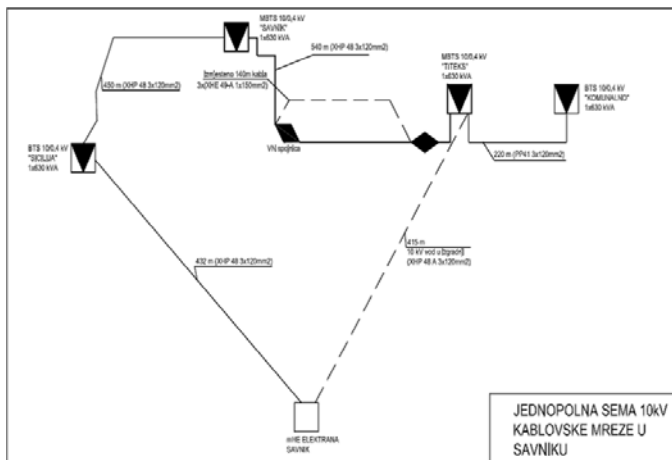 MBTS 10/0,4 kV
"SAVNIK"
1x630 kVA
540 m (XHP 48 3x120mm2)
Izmjesteno 140m kabla
3x(XHE 49-A 1x150mm2)
450 m (XHP 48 3x120mm2)
MBTS 10/0,4 kV
"TITEKS"
1x630 kVA
BTS 10/0,4 kV
"KOMUNALNO"
1x630 kVA
VN spojnica
BTS 10/0,4 kV
"SICILIJA"
1x630 kVA
220 m (PP41 3x120mm2)
432 m (XHP 48 3x120mm2)
415 m
10 kV vod u izgradnji
(XHP 48 A 3x120mm2)
mHE ELEKTRANA
SAVNIK
JEDNOPOLNA SEMA 10kV
KABLOVSKE MREZE U
SAVNIKU